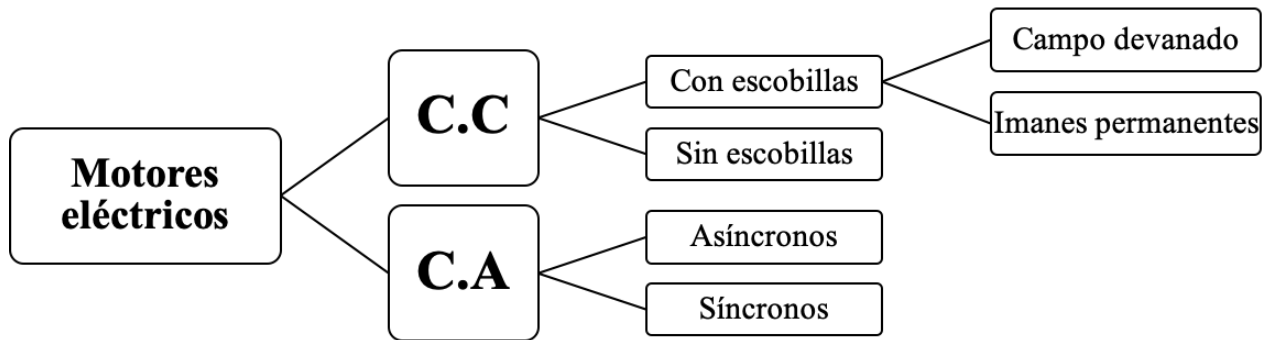 Motores
eléctricos
C.C
Con escobillas
Campo devanado
Imanes permanentes
Sin escobillas
C.A
Asíncronos
Síncronos